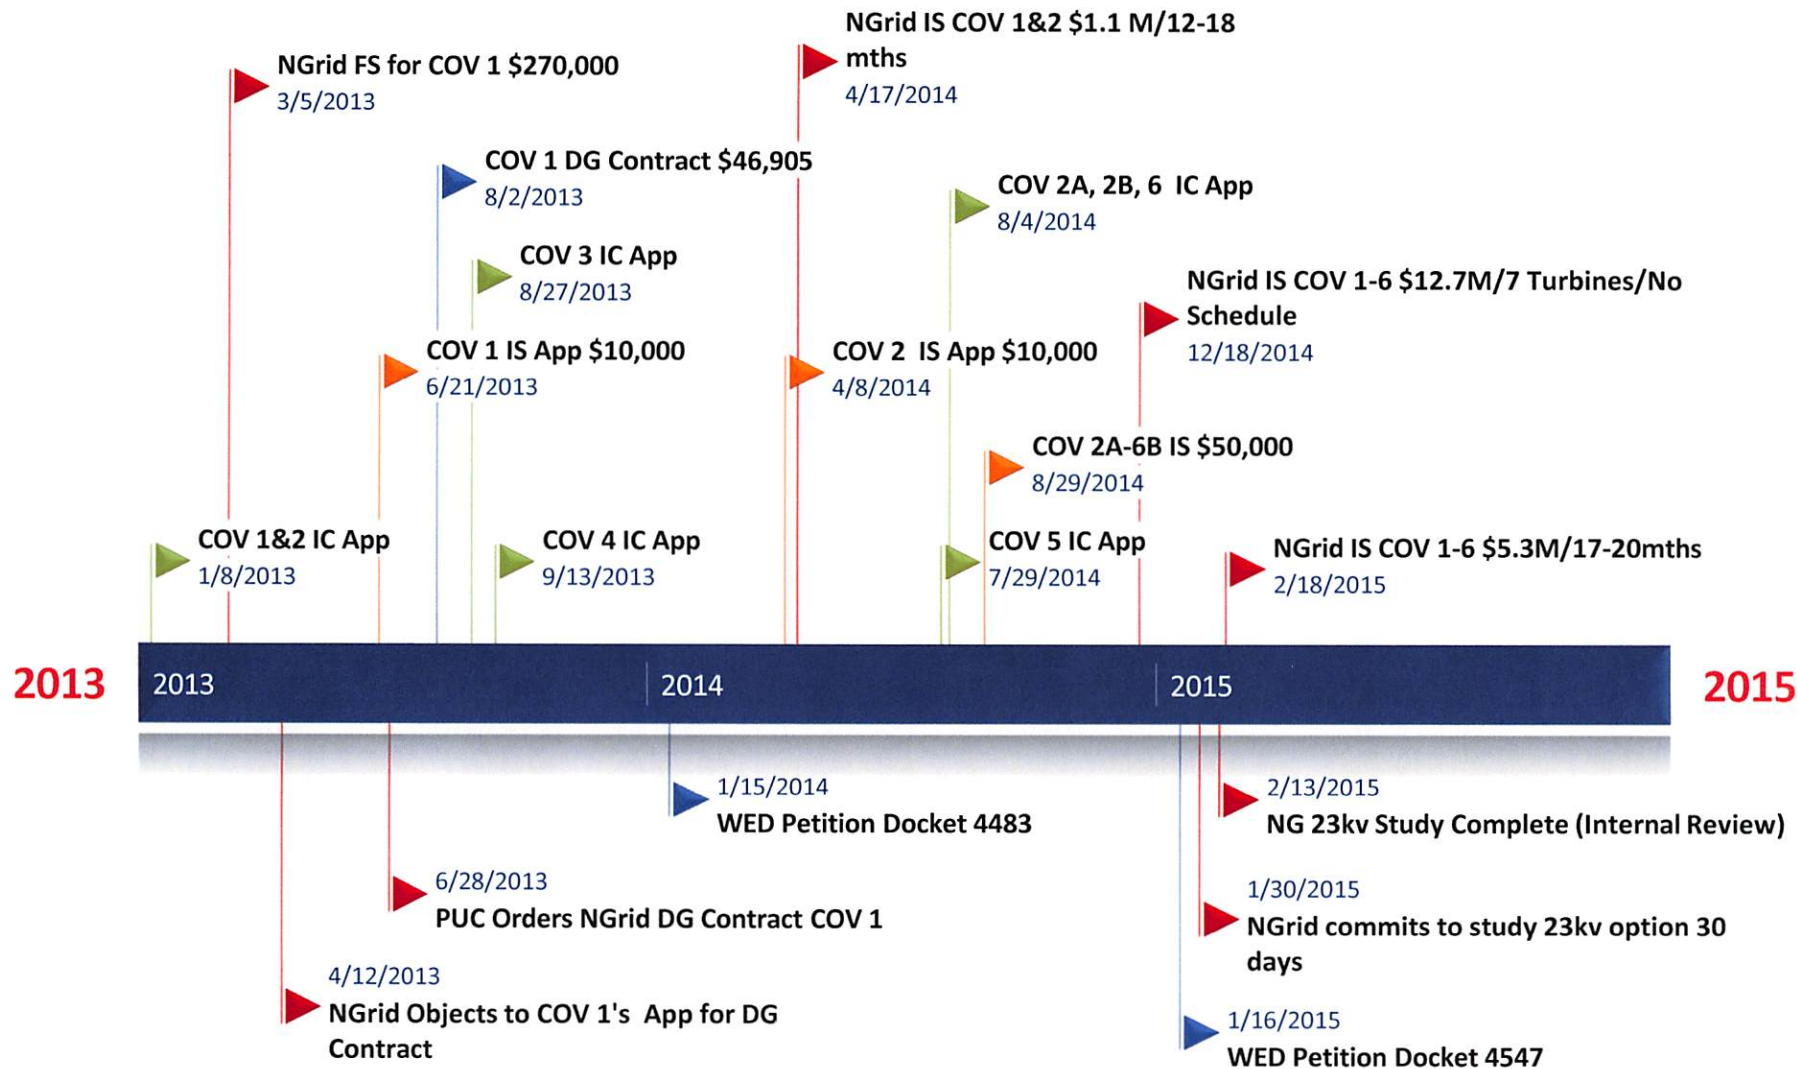 NGrid IS COV 1&2 $1.1 M/12-18
mths
4/17/2014
NGrid FS for COV 1 $270,000
3/5/2013
COV 1 DG Contract $46,905
8/2/2013
COV 2A, 2B, 6 IC App
8/4/2014
COV 3 IC App
8/27/2013
NGrid IS COV 1-6 $12.7M/7 Turbines/No
Schedule
12/18/2014
COV 1 IS App $10,000
6/21/2013
COV 2 IS App $10,000
4/8/2014
COV 2A-6B IS $50,000
8/29/2014
COV 1&2 IC App
1/8/2013
COV 4 IC App
9/13/2013
COV 5 IC App
7/29/2014
NGrid IS COV 1-6 $5.3M/17-20mths
2/18/2015
2013
2013
2014
2015
2015
1/15/2014
WED Petition Docket 4483
2/13/2015
NG 23kv Study Complete (Internal Review)
6/28/2013
PUC Orders NGrid DG Contract COV 1
1/30/2015
NGrid commits to study 23kv option 30
days
4/12/2013
NGrid Objects to COV 1's App for DG
Contract
1/16/2015
WED Petition Docket 4547